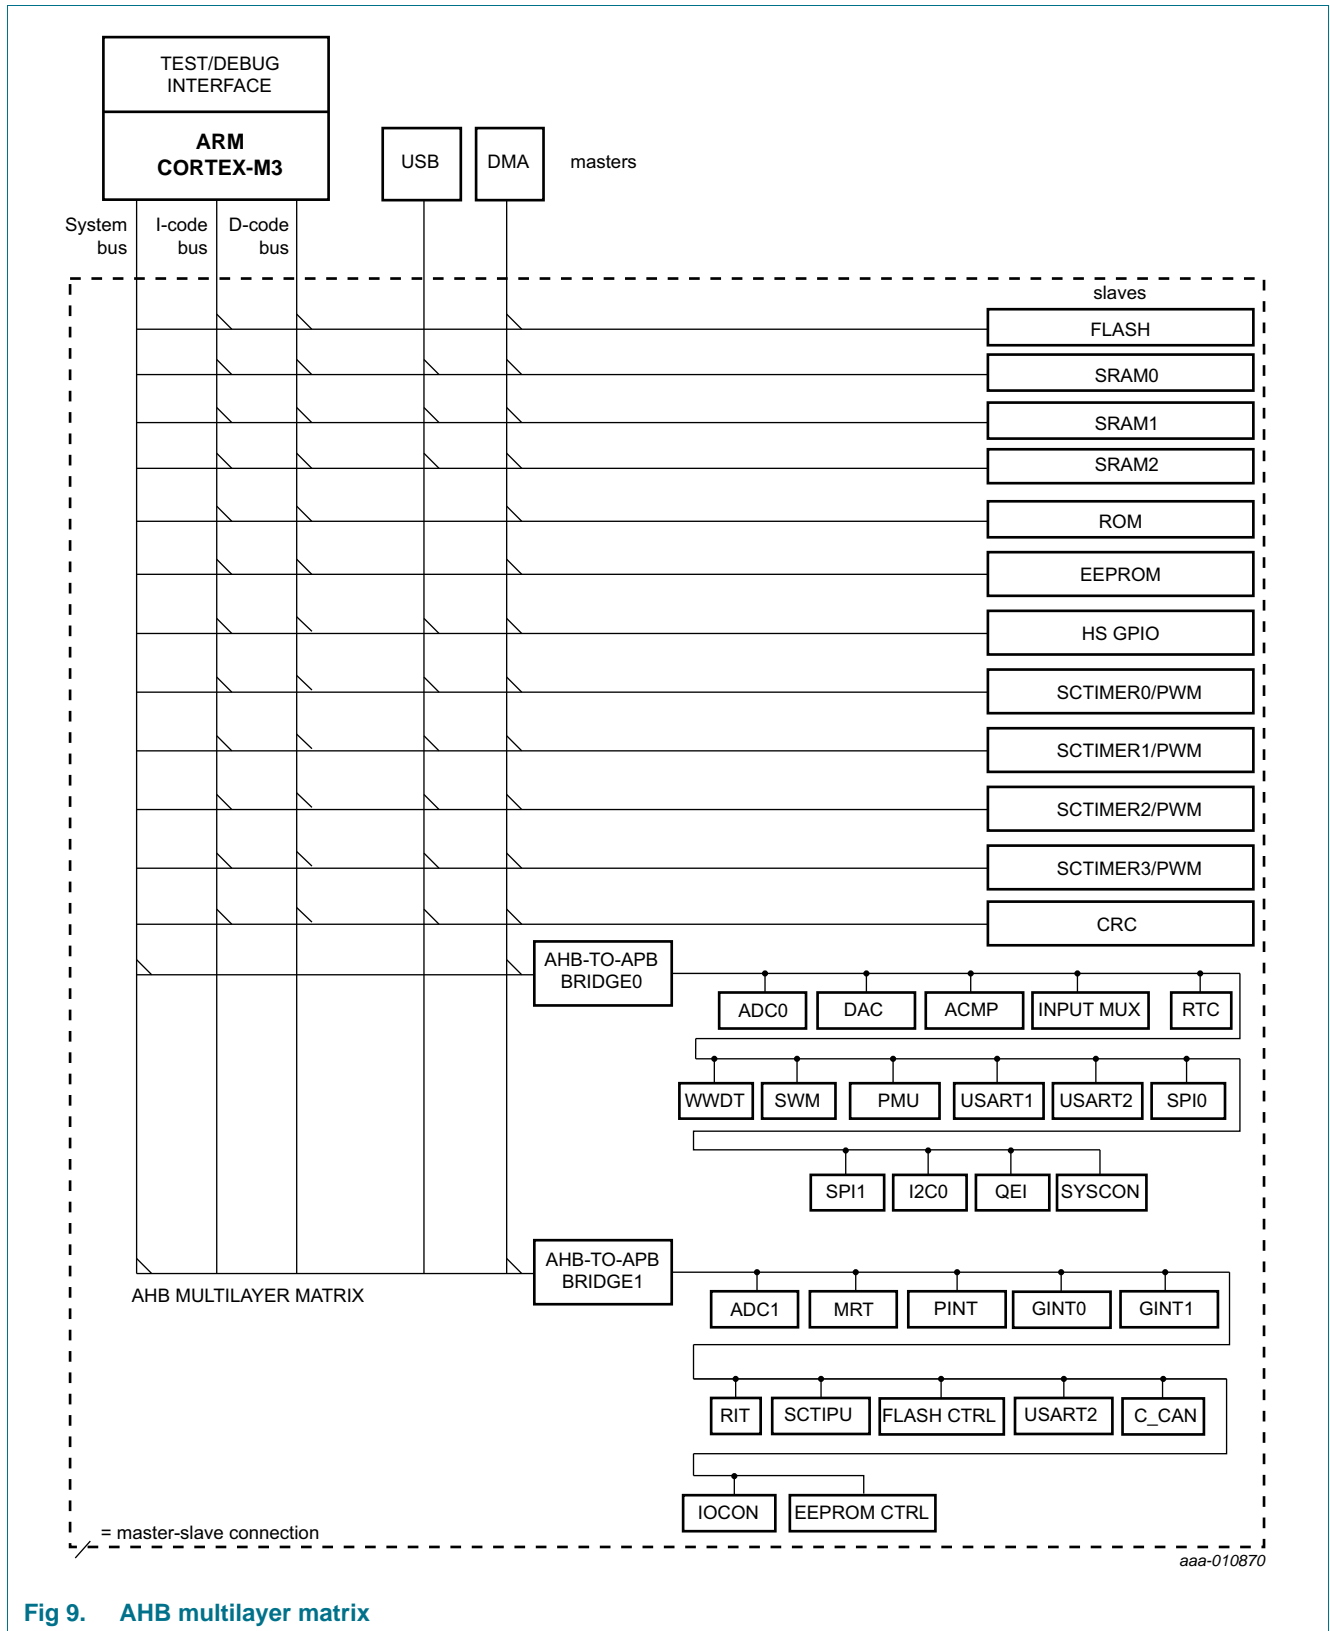 TEST/DEBUG
INTERFACE
ARM
CORTEX-M3
USB
DMA
masters
System
bus
I-code
bus
D-code
bus
slaves
FLASH
SRAM0
SRAM1
SRAM2
ROM
EEPROM
HS GPIO
SCTIMER0/PWM
SCTIMER1/PWM
SCTIMER2/PWM
SCTIMER3/PWM
CRC
AHB-TO-APB
BRIDGE0
ADC0
DAC
ACMP
INPUT MUX
RTC
WWDT
SWM
PMU
USART1
USART2
SPI0
SPI1
I2C0
QEI
SYSCON
AHB-TO-APB
BRIDGE1
AHB MULTILAYER MATRIX
ADC1
MRT
PINT
GINT0
GINT1
RIT
SCTIPU
FLASH CTRL
USART2
C_CAN
IOCON
EEPROM CTRL
= master-slave connection
aaa-010870
Fig 9. AHB multilayer matrix